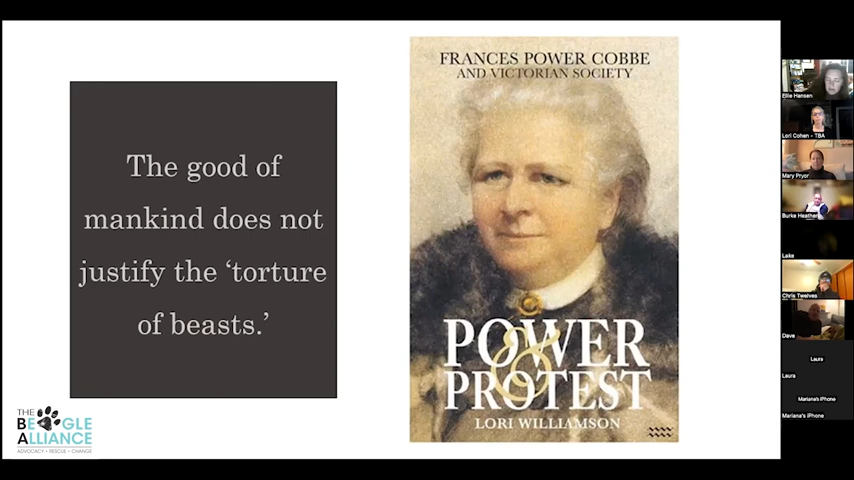 The good of
mankind does not
justify the ‘torture
of beasts.’
FRANCES POWER COBBE
AND VICTORIAN SOCIETY
POWER
&
PROTEST
LORI WILLIAMSON
THE
BEAGLE
ALLIANCE
ADVOCACY • RESCUE • CHANGE
Ellie Hansen
Lori Cohen - TBA
Mary Pryor
Burke Heather
Lake
Chris Twelves
Dave
Laura
Laura
Mariana's iPhone
Mariana's iPhone